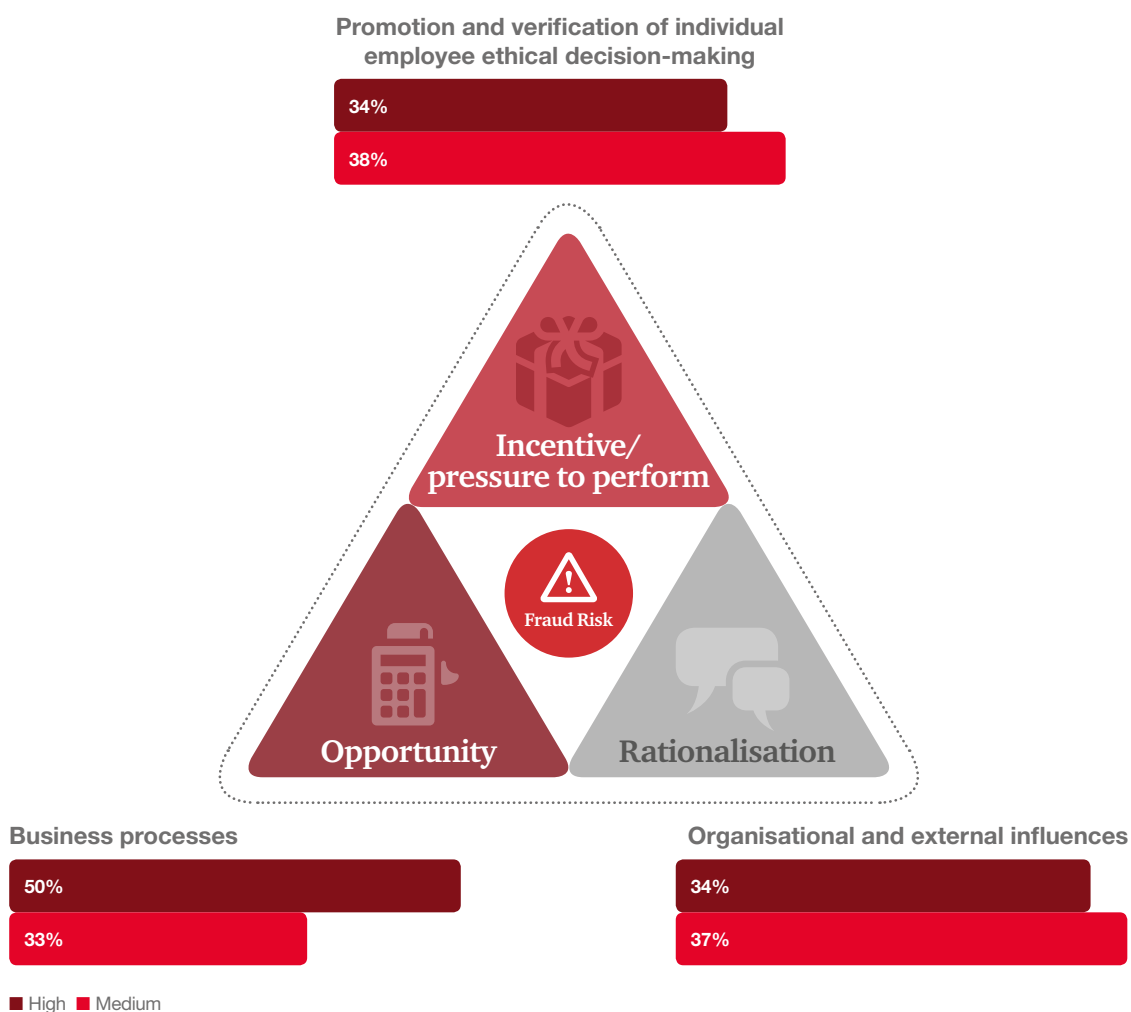 Promotion and verification of individual
employee ethical decision-making
34%
38%
Incentive/
pressure to perform
Fraud Risk
Opportunity
Rationalisation
Business processes
50%
33%
Organisational and external influences
34%
37%
High Medium